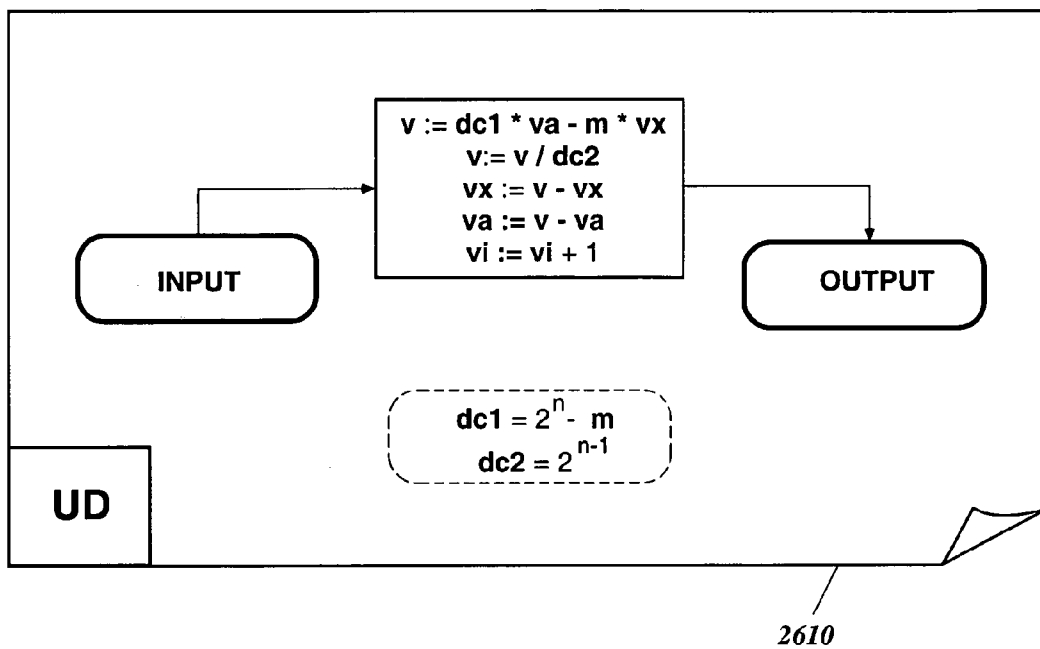 v := dc1 * va - m * vx
v:= v / dc2
vx := v - vx
va := v - va
vi := vi + 1
INPUT
OUTPUT
dc1 = 2^n - m
dc2 = 2^n-1
UD
2610